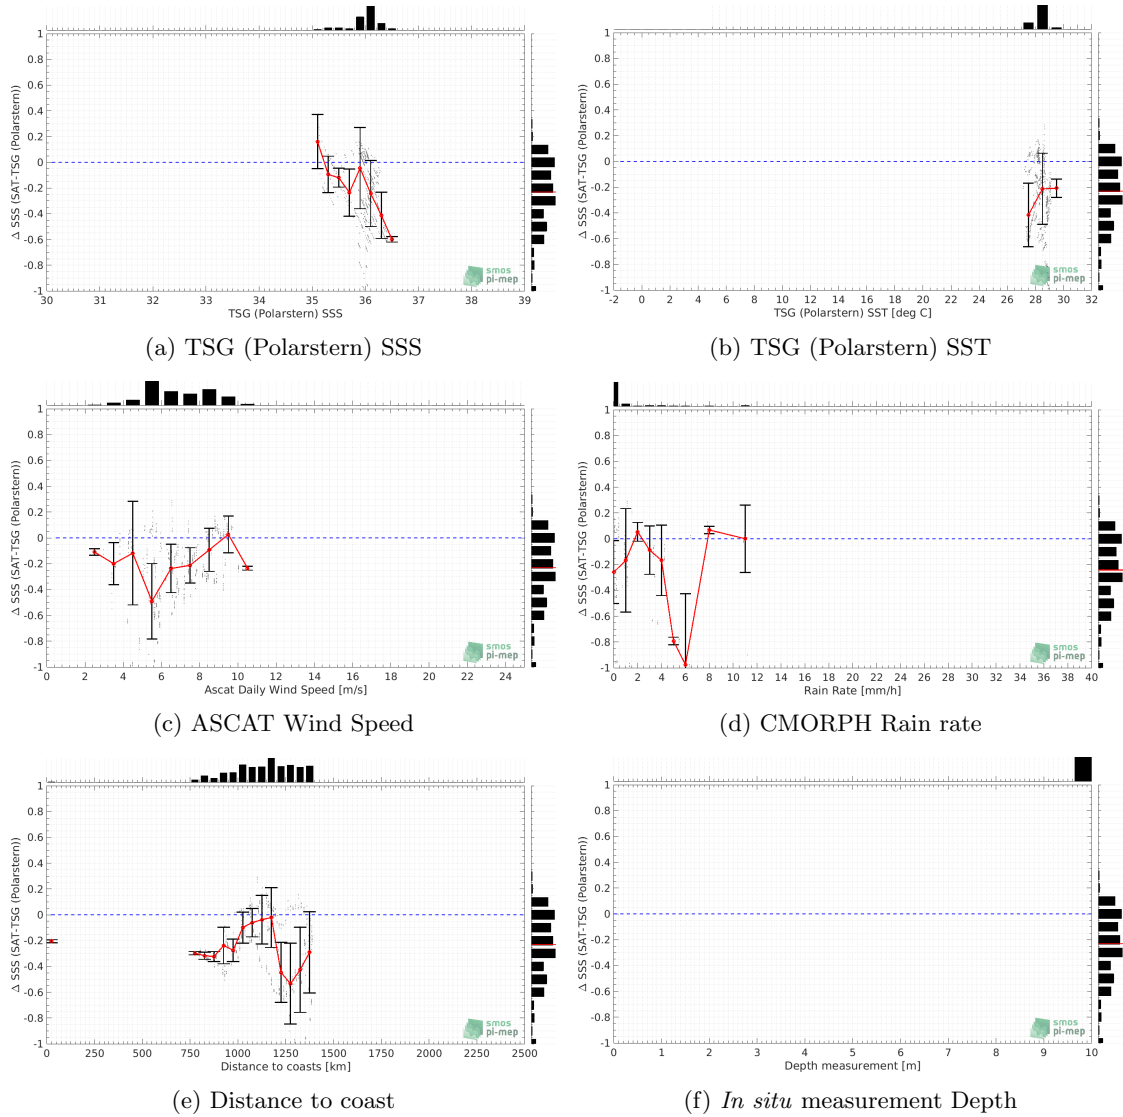 1
0.8
0.6
0.4
0.2
0
-0.2
-0.4
-0.6
-0.8
-1
Δ SSS (SAT-TSG (Polarstern))
smos
pi-mep
30 31 32 33 34 35 36 37 38 39
TSG (Polarstern) SSS
(a) TSG (Polarstern) SSS
1
0.8
0.6
0.4
0.2
0
-0.2
-0.4
-0.6
-0.8
-1
Δ SSS (SAT-TSG (Polarstern))
smos
pi-mep
-2 0 2 4 6 8 10 12 14 16 18 20 22 24 26 28 30 32
TSG (Polarstern) SST [deg C]
(b) TSG (Polarstern) SST
1
0.8
0.6
0.4
0.2
0
-0.2
-0.4
-0.6
-0.8
-1
Δ SSS (SAT-TSG (Polarstern))
smos
pi-mep
0 2 4 6 8 10 12 14 16 18 20 22 24
Ascat Daily Wind Speed [m/s]
(c) ASCAT Wind Speed
1
0.8
0.6
0.4
0.2
0
-0.2
-0.4
-0.6
-0.8
-1
Δ SSS (SAT-TSG (Polarstern))
smos
pi-mep
0 2 4 6 8 10 12 14 16 18 20 22 24 26 28 30 32 34 36 38 40
Rain Rate [mm/h]
(d) CMORPH Rain rate
1
0.8
0.6
0.4
0.2
0
-0.2
-0.4
-0.6
-0.8
-1
Δ SSS (SAT-TSG (Polarstern))
smos
pi-mep
0 250 500 750 1000 1250 1500 1750 2000 2250 2500
Distance to coasts [km]
(e) Distance to coast
1
0.8
0.6
0.4
0.2
0
-0.2
-0.4
-0.6
-0.8
-1
Δ SSS (SAT-TSG (Polarstern))
smos
pi-mep
0 1 2 3 4 5 6 7 8 9 10
Depth measurement [m]
(f) In situ measurement Depth